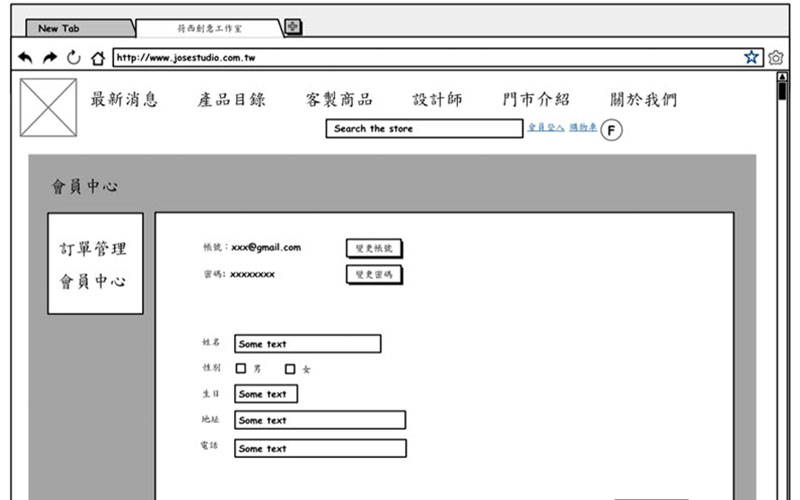 New Tab 荷西創意工作室
http://www.josestudio.com.tw
最新消息 產品目錄 客製商品 設計師 門市介紹 關於我們
Search the store 會員登入 購物車 F
會員中心
訂單管理
會員中心
帳號：xxx@gmail.com 變更帳號
密碼: xxxxxxxx 變更密碼
姓名 Some text
性別 男 女
生日 Some text
地址 Some text
電話 Some text